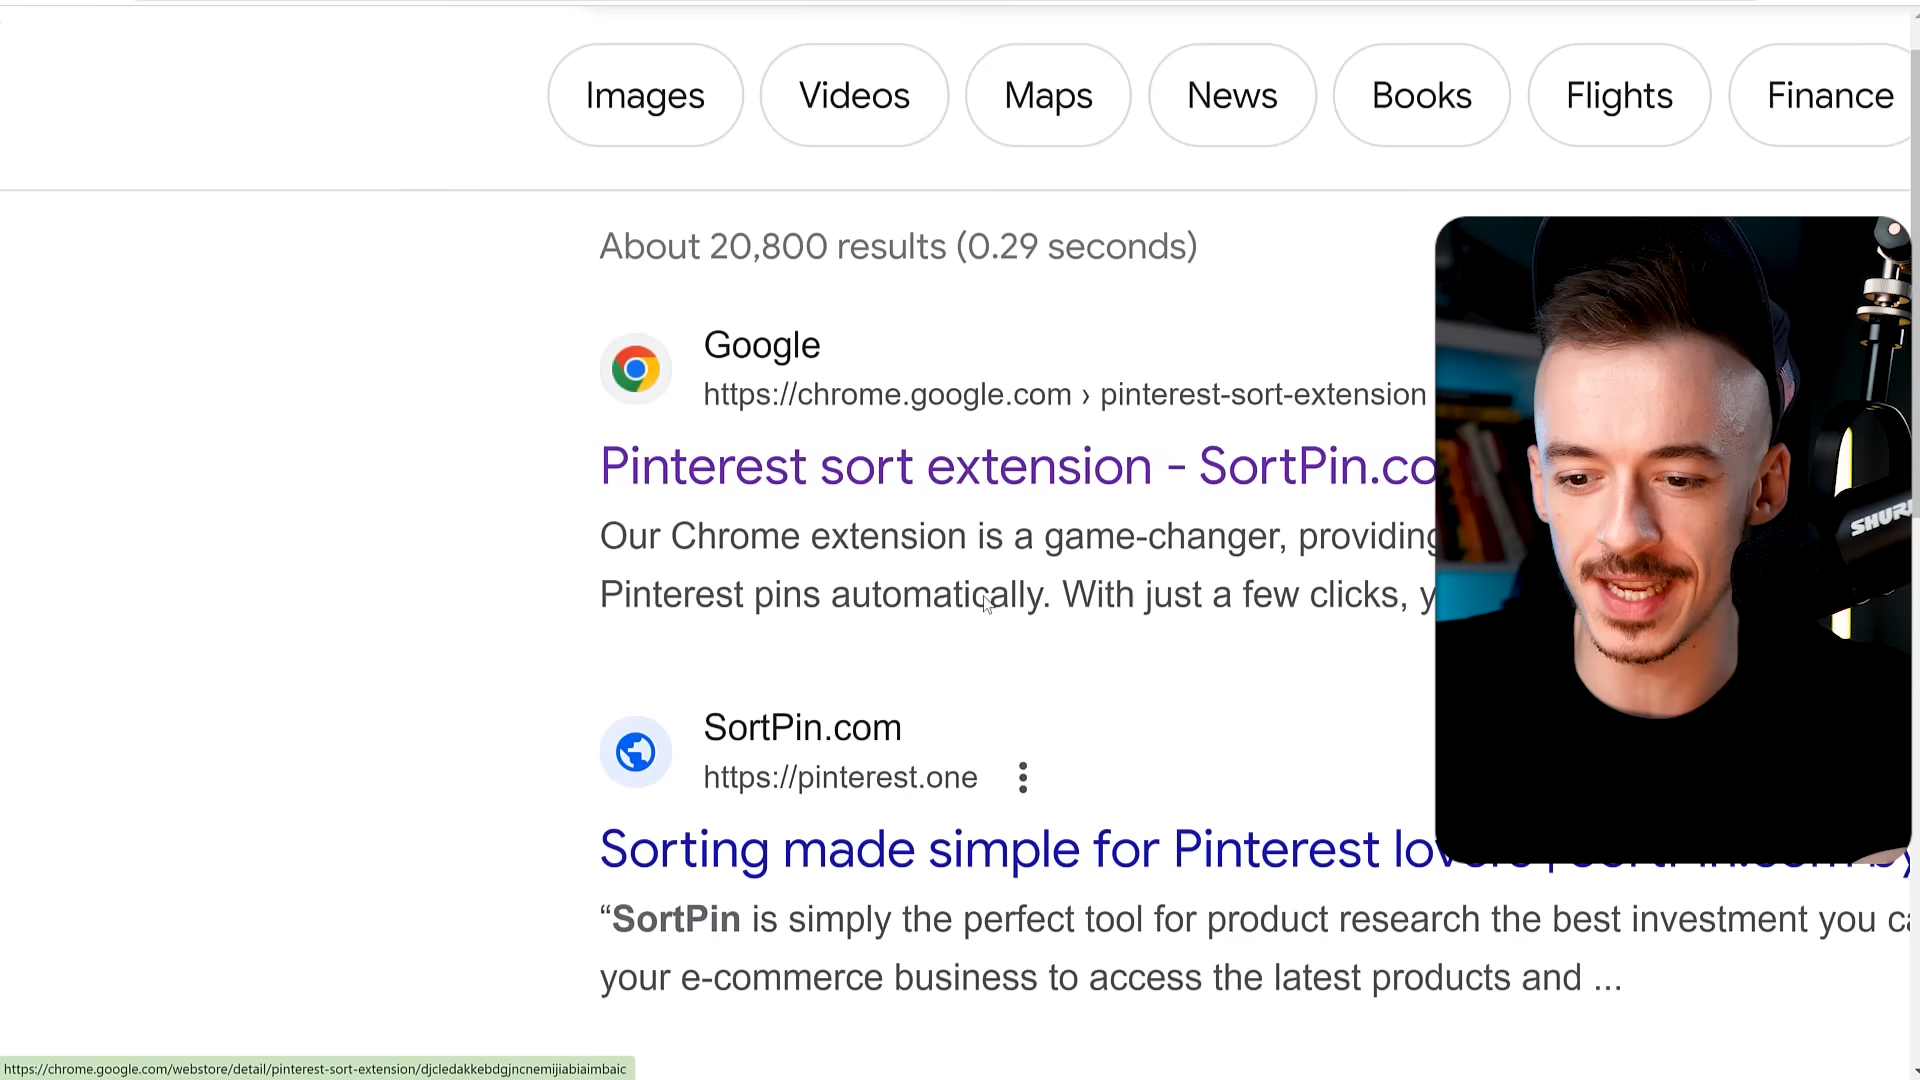 Images Videos Maps News Books Flights Finance
About 20,800 results (0.29 seconds)
Google
https://chrome.google.com › pinterest-sort-extension
Pinterest sort extension - SortPin.co
Our Chrome extension is a game-changer, providing
Pinterest pins automatically. With just a few clicks, y
SHUR
SortPin.com
https://pinterest.one
Sorting made simple for Pinterest
“SortPin is simply the perfect tool for product research the best investment you ca
your e-commerce business to access the latest products and ...
https://chrome.google.com/webstore/detail/pinterest-sort-extension/djcledakkebdgjncnemijiabiaimbaic